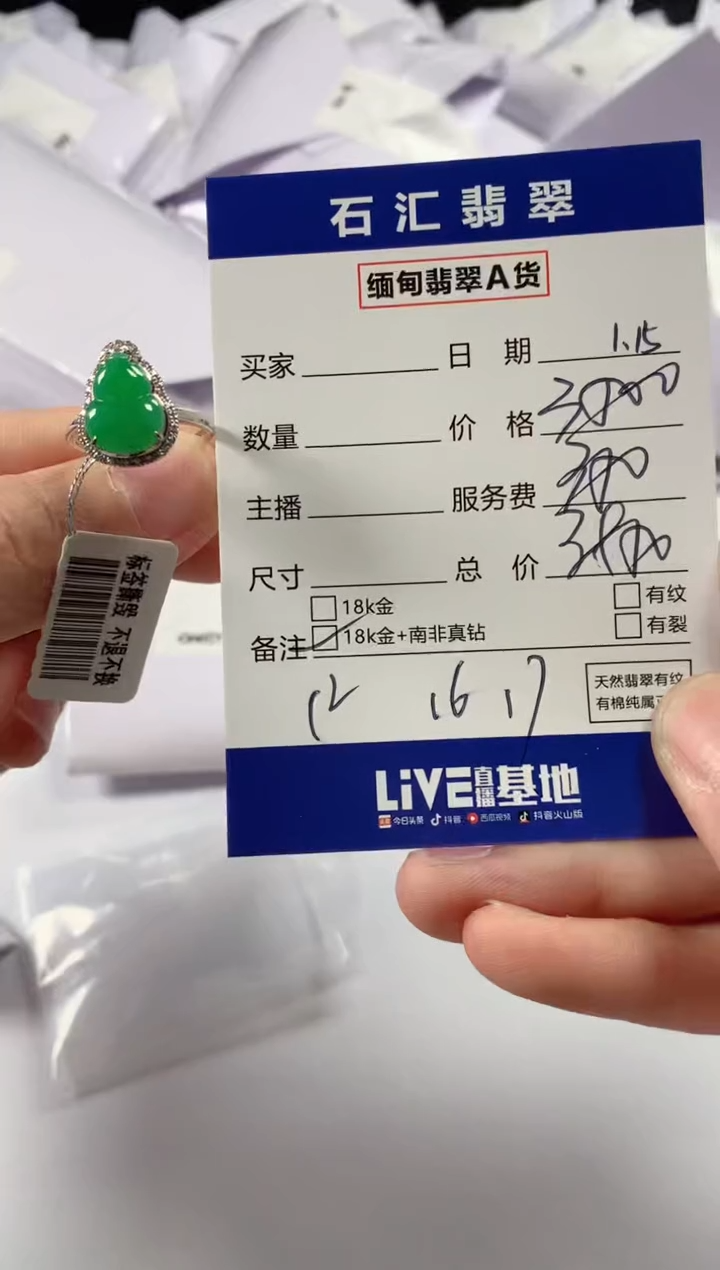 石汇翡翠
缅甸翡翠A货
买家 日期 1.15
数量 价格
主播 服务费
尺寸 总价
18k金 有纹
备注 18k金+南非真钻 有裂
12 16 17
天然翡翠有纹
有棉纯属
LiVE直播基地
头条 今日头条 抖音 西瓜视频 抖音火山版
标签撕毁 不退不换